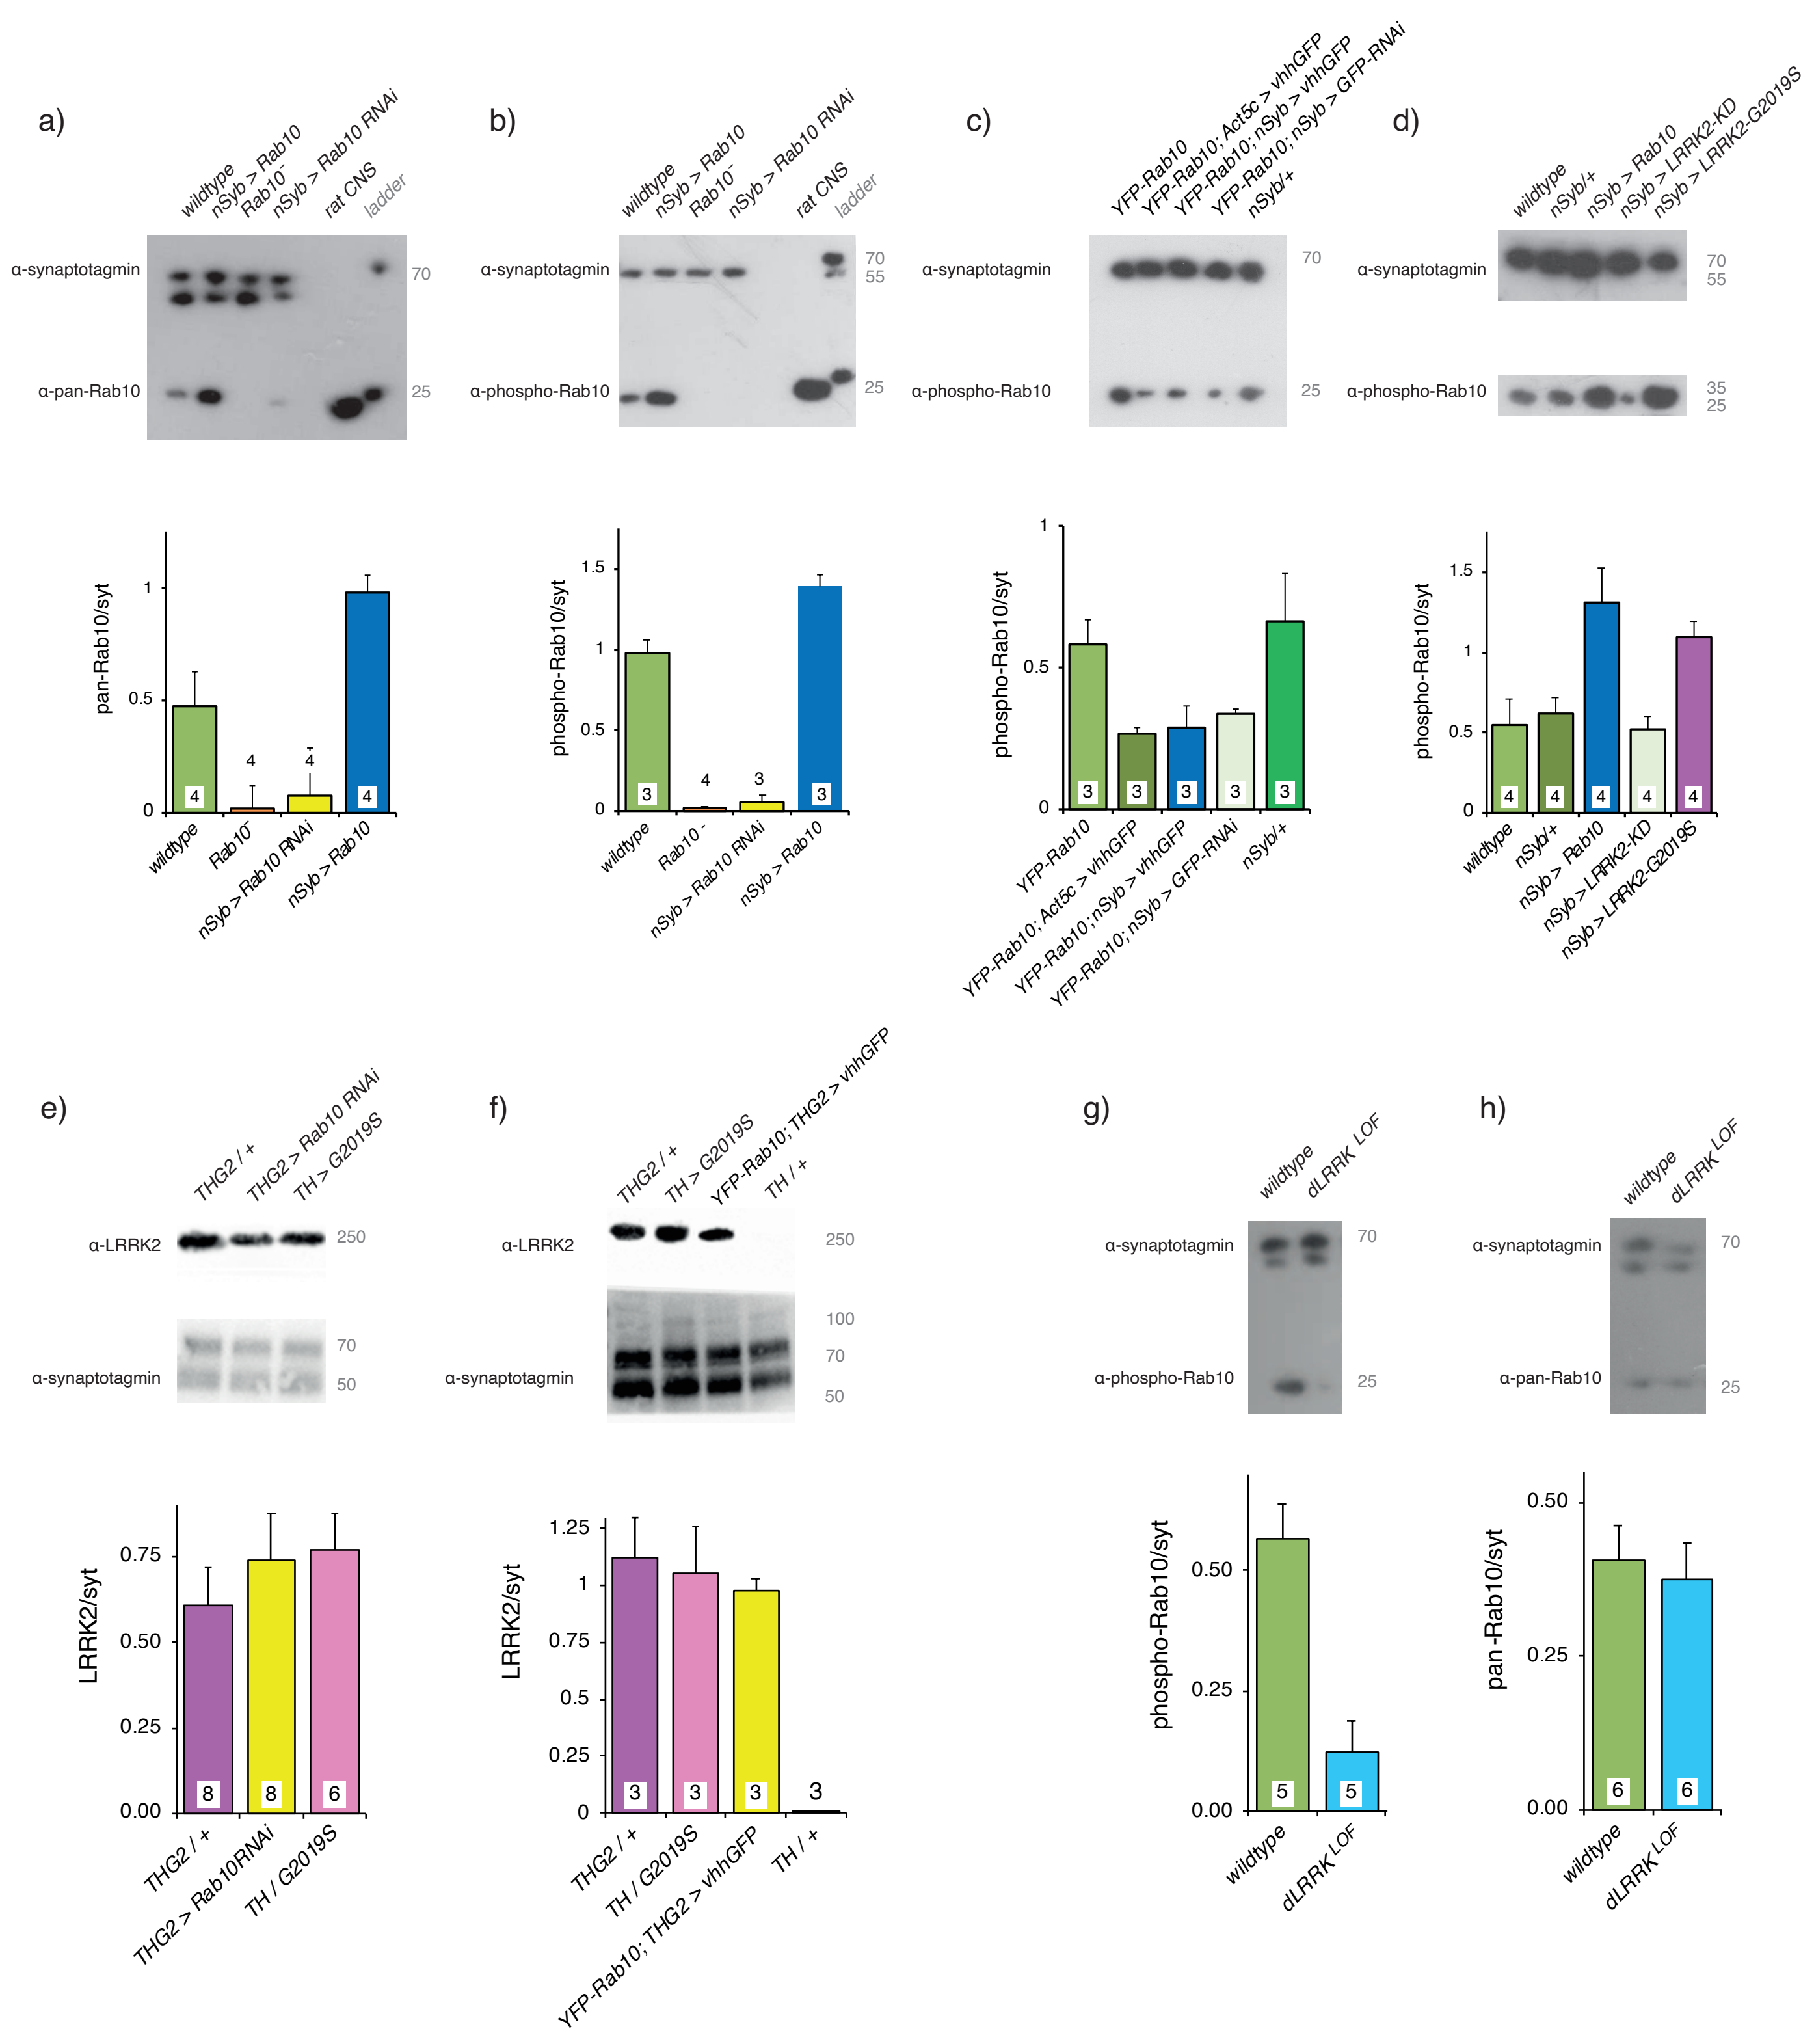 a)
wildtype
nSyb > Rab10
Rab10⁻
nSyb > Rab10 RNAi
rat CNS
ladder
α-synaptotagmin
70
α-pan-Rab10
25
pan-Rab10/syt
1
0.5
0
4
4
4
4
wildtype
Rab10⁻
nSyb > Rab10 RNAi
nSyb > Rab10
b)
wildtype
nSyb > Rab10
Rab10⁻
nSyb > Rab10 RNAi
rat CNS
ladder
α-synaptotagmin
70
55
α-phospho-Rab10
25
phospho-Rab10/syt
1.5
1
0.5
0
3
4
3
3
wildtype
Rab10 -
nSyb > Rab10 RNAi
nSyb > Rab10
c)
YFP-Rab10
YFP-Rab10; Act5c > vhhGFP
YFP-Rab10; nSyb > vhhGFP
YFP-Rab10; nSyb > GFP-RNAi
nSyb/+
α-synaptotagmin
70
α-phospho-Rab10
25
phospho-Rab10/syt
1
0.5
0
3
3
3
3
3
YFP-Rab10
YFP-Rab10; Act5c > vhhGFP
YFP-Rab10; nSyb > vhhGFP
YFP-Rab10; nSyb > GFP-RNAi
nSyb/+
d)
wildtype
nSyb/+
nSyb > Rab10
nSyb > LRRK2-KD
nSyb > LRRK2-G2019S
α-synaptotagmin
70
55
α-phospho-Rab10
35
25
phospho-Rab10/syt
1.5
1
0.5
0
4
4
4
4
4
wildtype
nSyb/+
nSyb > Rab10
nSyb > LRRK2-KD
nSyb > LRRK2-G2019S
e)
THG2 / +
THG2 > Rab10 RNAi
TH > G2019S
α-LRRK2
250
70
α-synaptotagmin
50
LRRK2/syt
0.75
0.50
0.25
0.00
8
8
6
THG2 / +
THG2 > Rab10RNAi
TH / G2019S
f)
THG2 / +
TH > G2019S
YFP-Rab10; THG2 > vhhGFP
TH / +
α-LRRK2
250
100
70
α-synaptotagmin
50
LRRK2/syt
1.25
1
0.75
0.5
0.25
0
3
3
3
3
THG2 / +
TH / G2019S
YFP-Rab10; THG2 > vhhGFP
TH / +
g)
wildtype
dLRRK LOF
α-synaptotagmin
70
α-phospho-Rab10
25
phospho-Rab10/syt
0.50
0.25
0.00
5
5
wildtype
dLRRK LOF
h)
wildtype
dLRRK LOF
α-synaptotagmin
70
α-pan-Rab10
25
pan-Rab10/syt
0.50
0.25
0.00
6
6
wildtype
dLRRK LOF